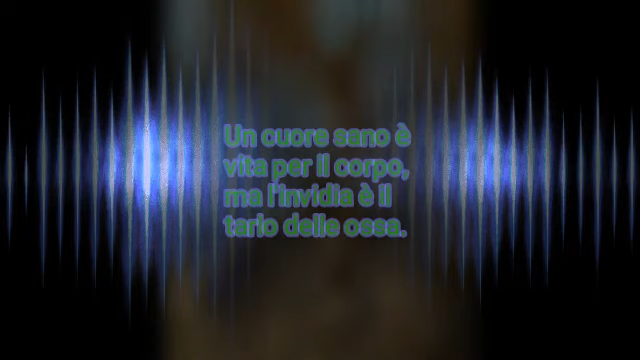 Un cuore sano è
vita per il corpo,
ma l'invidia è il
tarlo delle ossa.